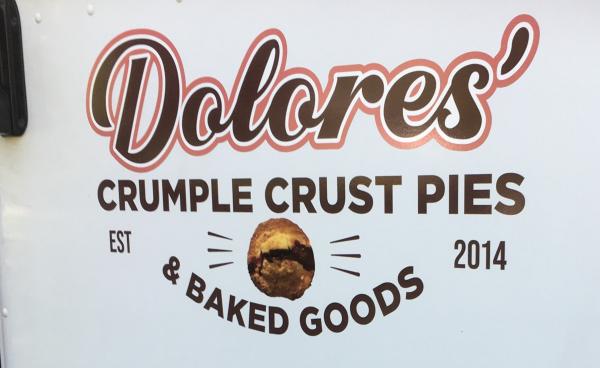 Dolores'
CRUMPLE CRUST PIES
EST 2014
& BAKED GOODS